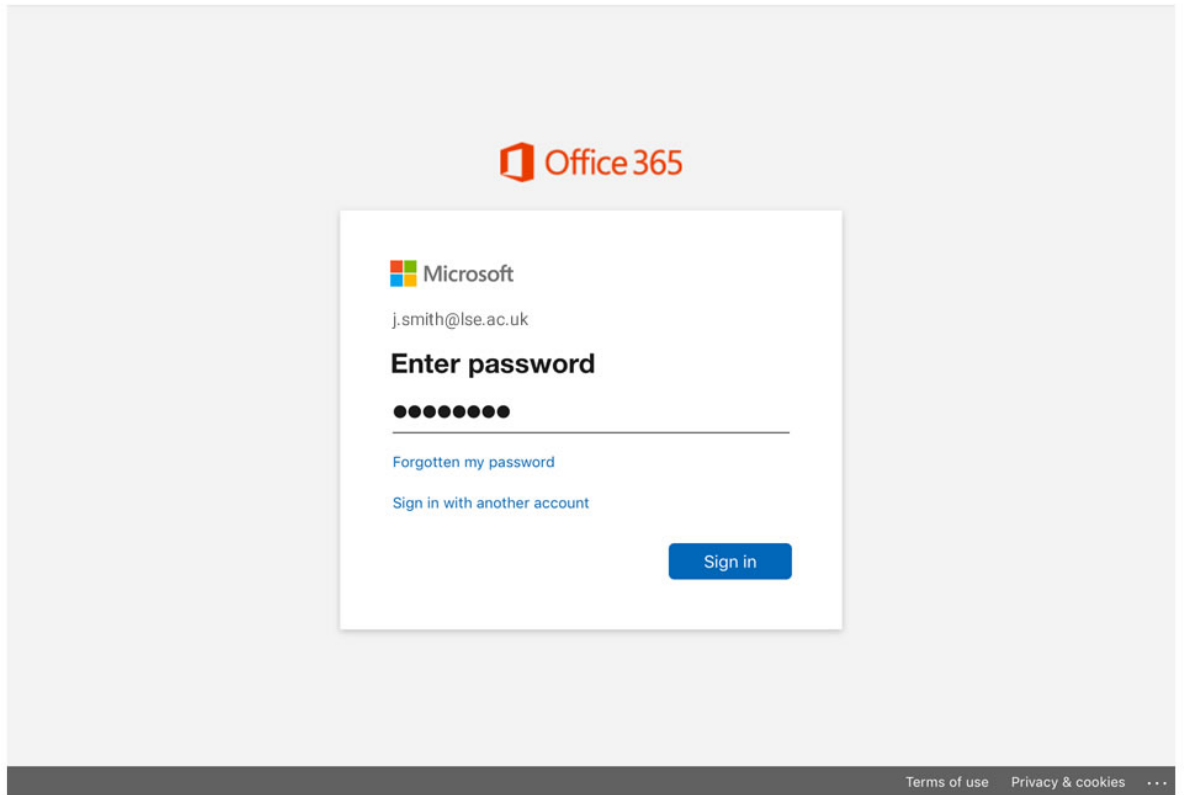 Office 365
Microsoft
j.smith@lse.ac.uk
Enter password
●●●●●●●●
Forgotten my password
Sign in with another account
Sign in
Terms of use Privacy & cookies ...